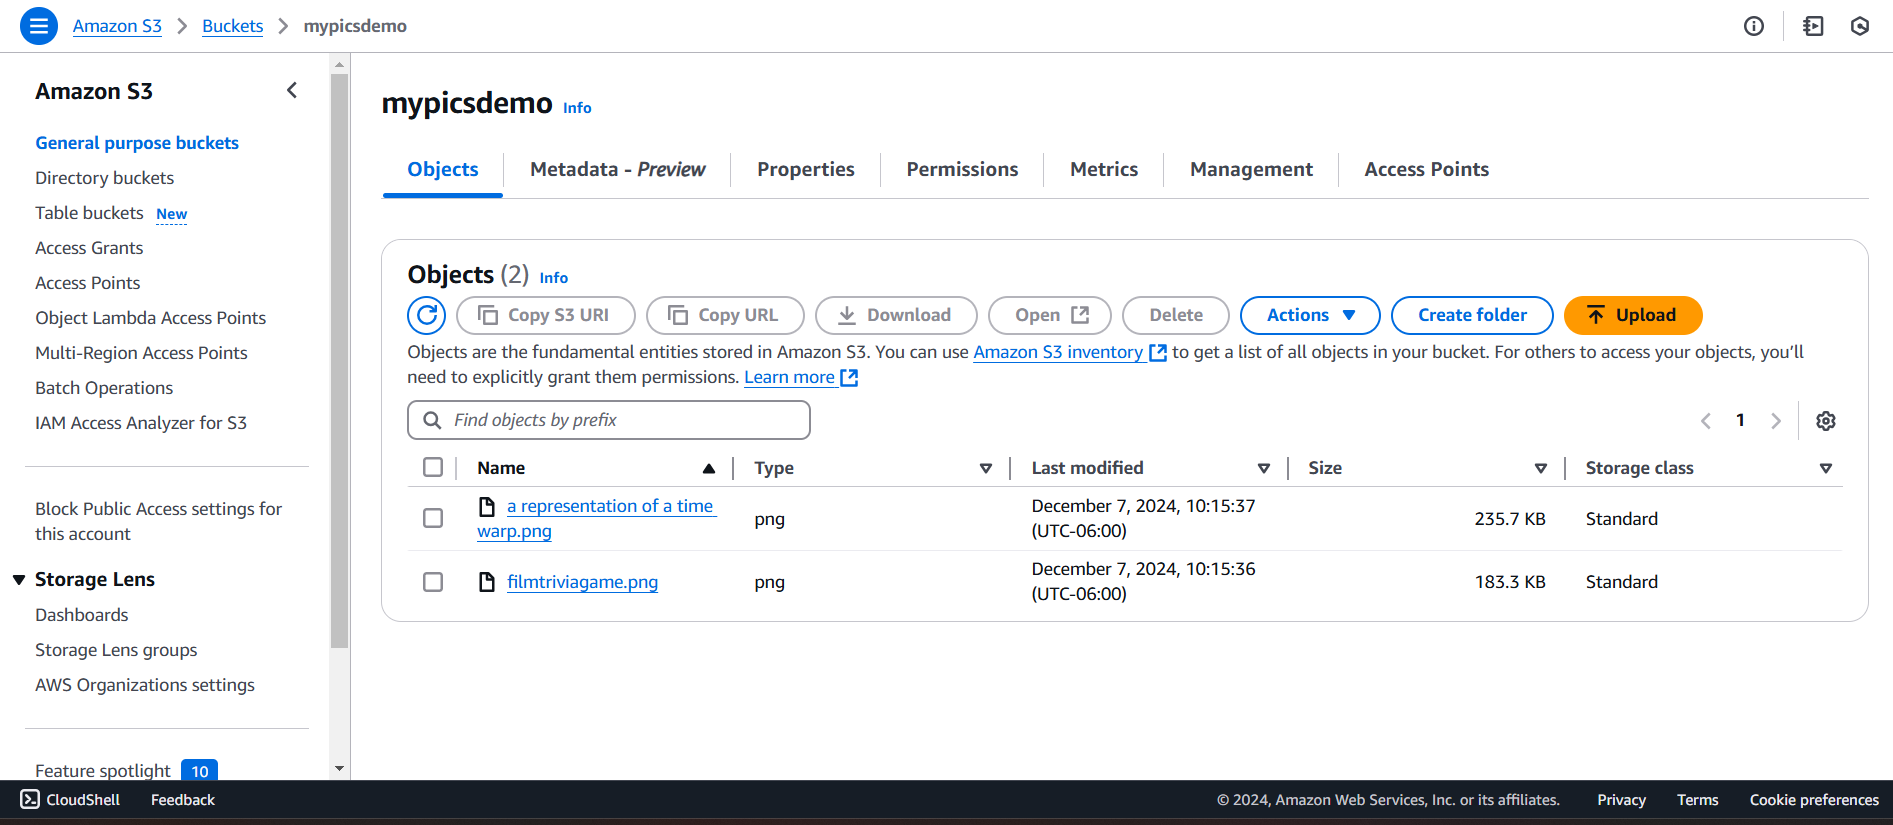 Amazon S3 Buckets mypicsdemo
Amazon S3
General purpose buckets
Directory buckets
Table buckets New
Access Grants
Access Points
Object Lambda Access Points
Multi-Region Access Points
Batch Operations
IAM Access Analyzer for S3
Block Public Access settings for
this account
Storage Lens
Dashboards
Storage Lens groups
AWS Organizations settings
Feature spotlight 10
mypicsdemo Info
Objects Metadata - Preview Properties Permissions Metrics Management Access Points
Objects (2) Info
Copy S3 URI Copy URL Download Open Delete Actions Create folder Upload
Objects are the fundamental entities stored in Amazon S3. You can use Amazon S3 inventory to get a list of all objects in your bucket. For others to access your objects, you'll
need to explicitly grant them permissions. Learn more
Find objects by prefix
1
Name Type Last modified Size Storage class
a representation of a time
warp.png
png
December 7, 2024, 10:15:37
(UTC-06:00)
235.7 KB
Standard
filmtriviagame.png
png
December 7, 2024, 10:15:36
(UTC-06:00)
183.3 KB
Standard
CloudShell Feedback © 2024, Amazon Web Services, Inc. or its affiliates. Privacy Terms Cookie preferences